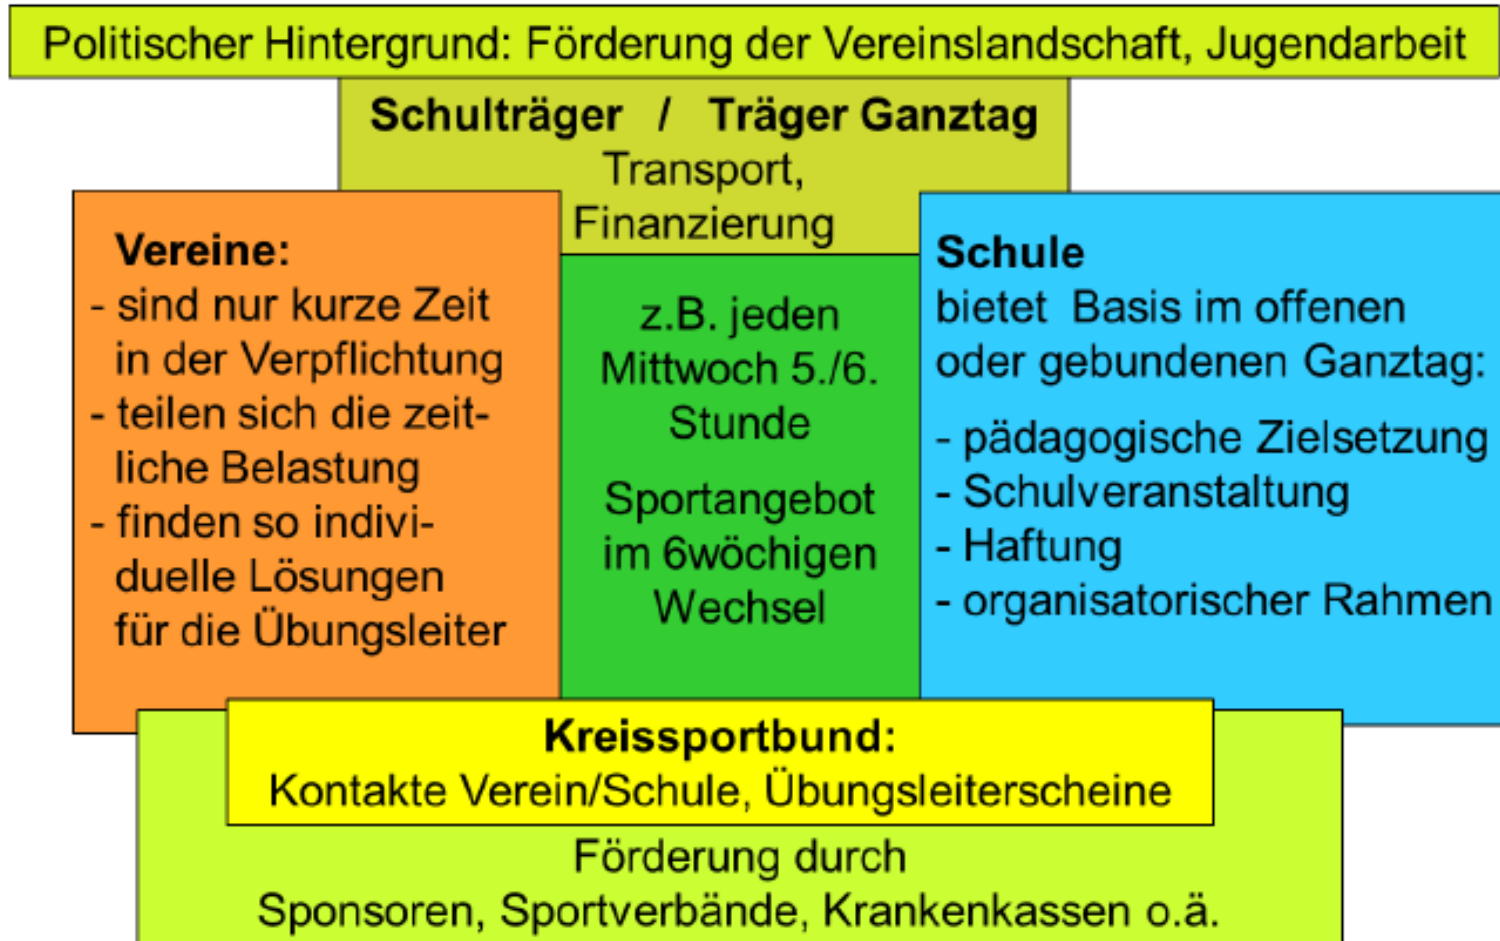 Politischer Hintergrund: Förderung der Vereinslandschaft, Jugendarbeit
Schulträger / Träger Ganztag
Transport,
Finanzierung
Vereine:
- sind nur kurze Zeit
in der Verpflichtung
- teilen sich die zeit-
liche Belastung
- finden so indivi-
duelle Lösungen
für die Übungsleiter
z.B. jeden
Mittwoch 5./6.
Stunde
Sportangebot
im 6wöchigen
Wechsel
Schule
bietet Basis im offenen
oder gebundenen Ganztag:
- pädagogische Zielsetzung
- Schulveranstaltung
- Haftung
- organisatorischer Rahmen
Kreissportbund:
Kontakte Verein/Schule, Übungsleiterscheine
Förderung durch
Sponsoren, Sportverbände, Krankenkassen o.ä.